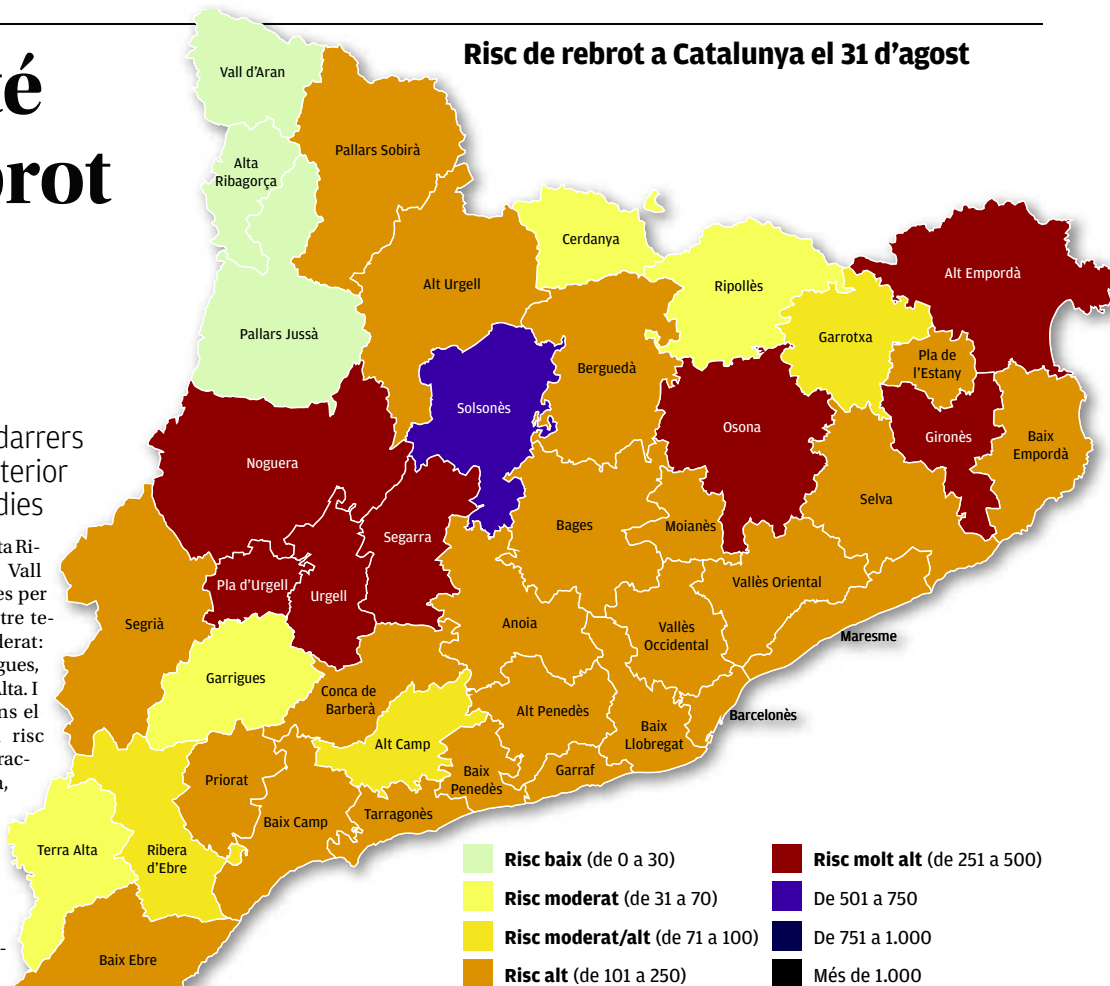 té
brot
darrers
terior
dies
ta Ri-
Vall
es per
tre te-
derat:
gues,
Alta. I
ns el
risc
rac-
a,
-
Risc de rebrot a Catalunya el 31 d’agost
Vall d’Aran
Alta
Ribagorça
Pallars Sobirà
Cerdanya
Alt Urgell
Ripollès
Alt Empordà
Pallars Jussà
Garrotxa
Pla de
l’Estany
Berguedà
Solsonès
Osona
Gironès
Baix
Empordà
Noguera
Selva
Bages
Moianès
Segarra
Pla d’Urgell
Urgell
Vallès Oriental
Segrià
Anoia
Vallès
Occidental
Maresme
Garrigues
Conca de
Barberà
Alt Penedès
Baix
Llobregat
Barcelonès
Alt Camp
Baix
Penedès
Garraf
Priorat
Baix Camp
Tarragonès
Terra Alta
Ribera
d’Ebre
Baix Ebre
Risc baix (de 0 a 30)
Risc moderat (de 31 a 70)
Risc moderat/alt (de 71 a 100)
Risc alt (de 101 a 250)
Risc molt alt (de 251 a 500)
De 501 a 750
De 751 a 1.000
Més de 1.000